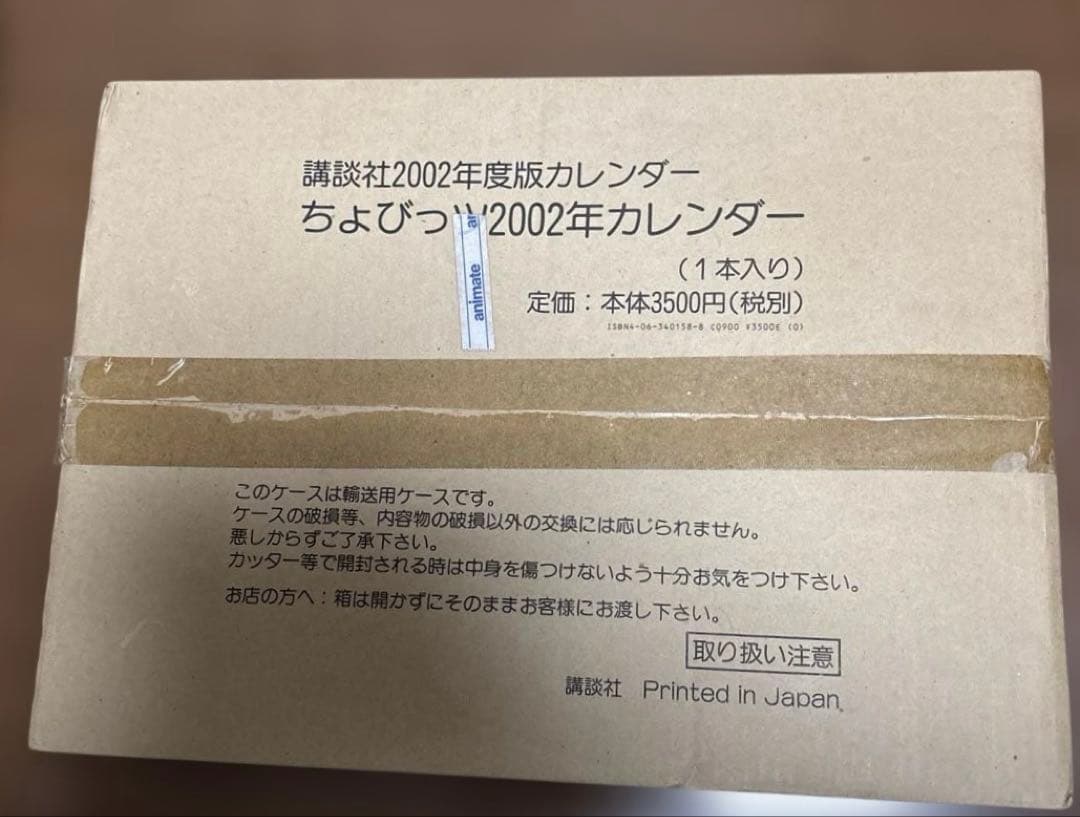 講談社2002年度版カレンダー
ちょびっツ2002年カレンダー
(1本入り)
定価：本体3500円(税別)
ISBN4-06-340158-8 C0900 ¥3500E (0)
an
animate
このケースは輸送用ケースです。
ケースの破損等、内容物の破損以外の交換には応じられません。
悪しからずご了承下さい。
カッター等で開封される時は中身を傷つけないよう十分お気をつけ下さい。
お店の方へ：箱は開かずにそのままお客様にお渡し下さい。
取り扱い注意
講談社 Printed in Japan